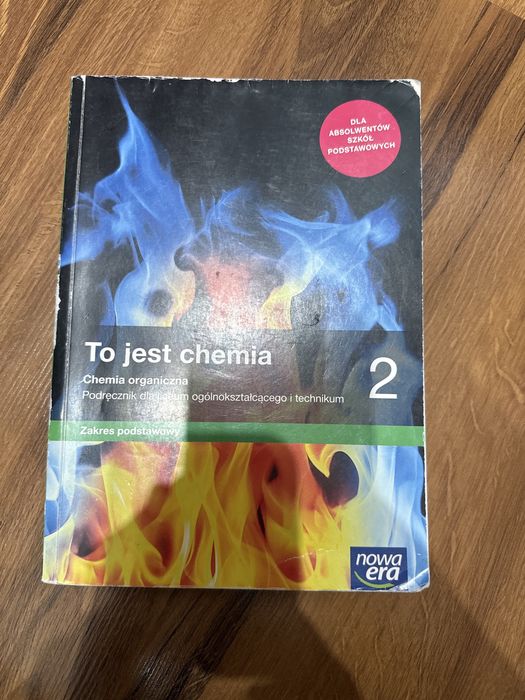 DLA
ABSOLWENTÓW
SZKÓŁ
PODSTAWOWYCH
To jest chemia
2
Chemia organiczna
Podręcznik dla liceum ogólnokształcącego i technikum
Zakres podstawowy
nowa
era